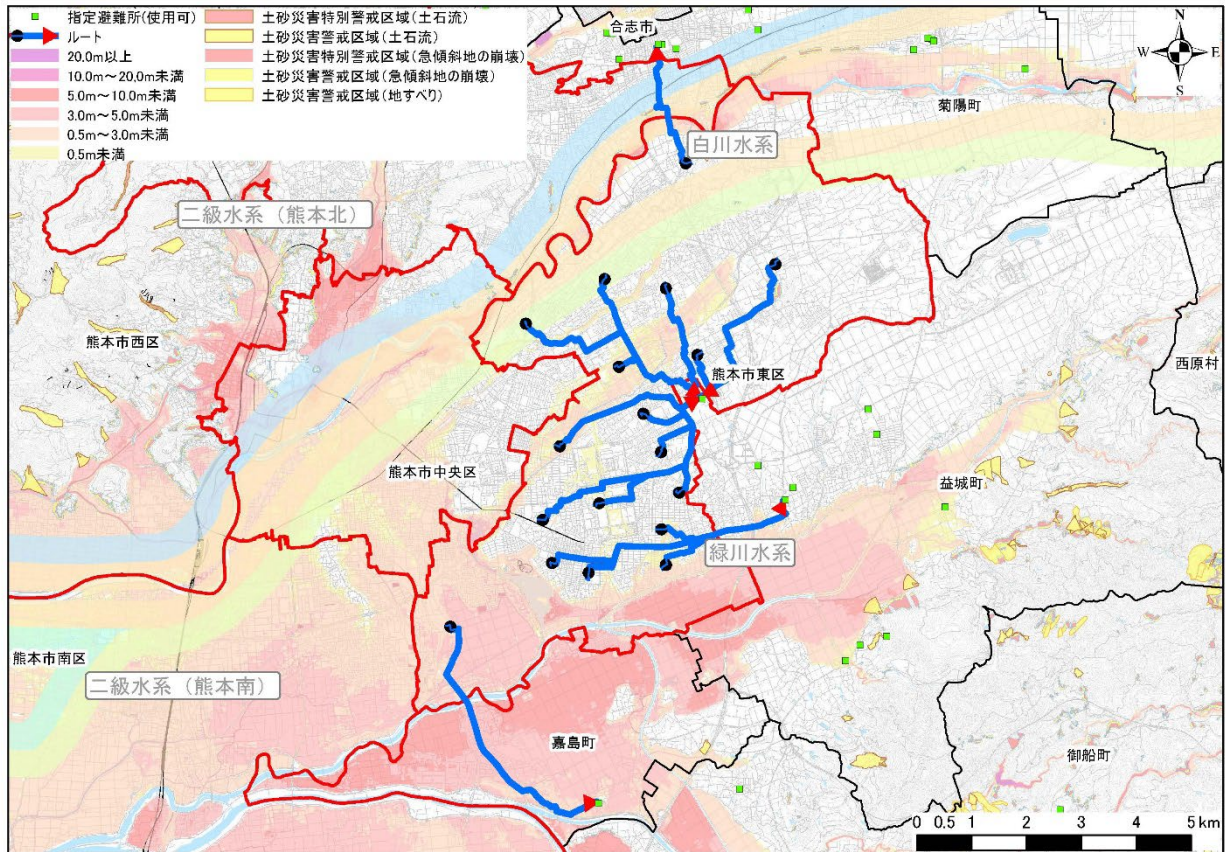 指定避難所(使用可)
ルート
20.0m以上
10.0m～20.0m未満
5.0m～10.0m未満
3.0m～5.0m未満
0.5m～3.0m未満
0.5m未満
土砂災害特別警戒区域(土石流)
土砂災害警戒区域(土石流)
土砂災害特別警戒区域(急傾斜地の崩壊)
土砂災害警戒区域(急傾斜地の崩壊)
土砂災害警戒区域(地すべり)
合志市
N
W E
S
菊陽町
白川水系
二級水系（熊本北）
熊本市西区
西原村
熊本市東区
熊本市中央区
益城町
緑川水系
熊本市南区
二級水系（熊本南）
嘉島町
御船町
0 0.5 1 2 3 4 5 km